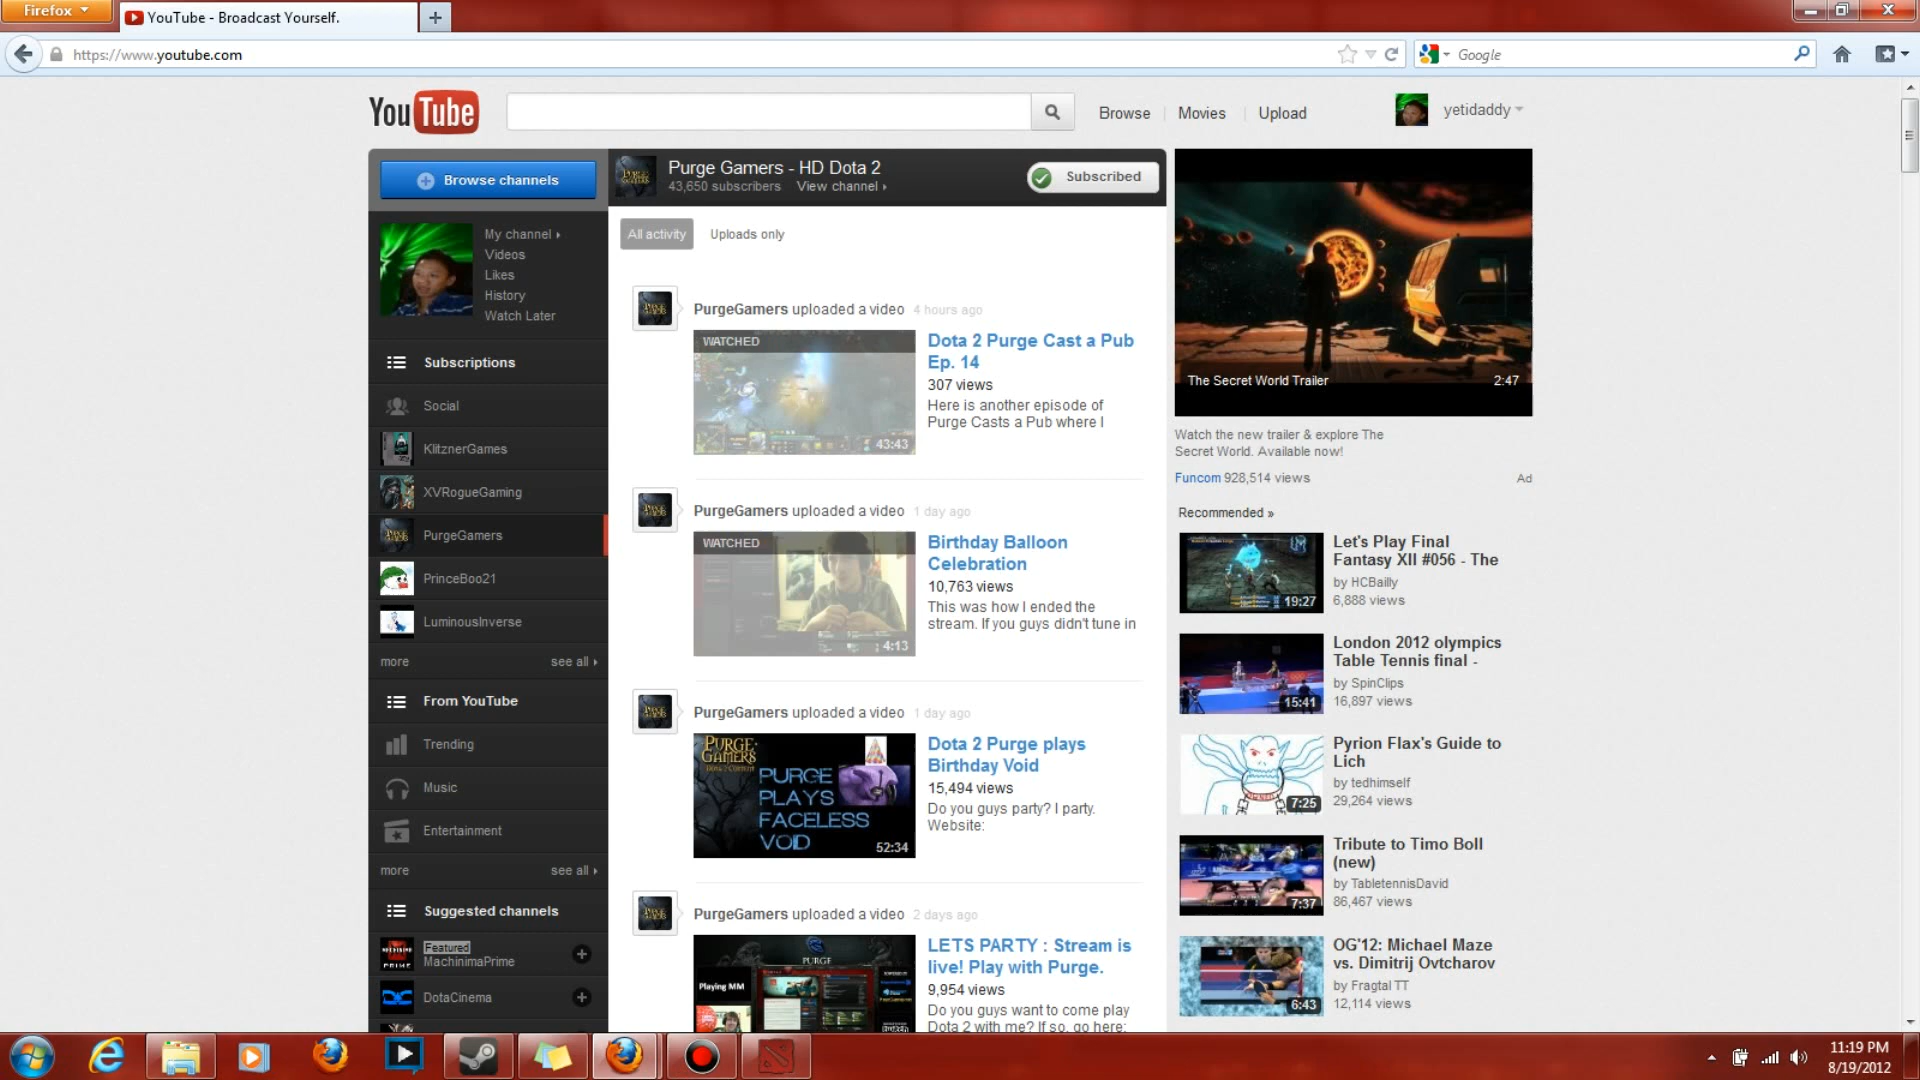 Firefox
YouTube - Broadcast Yourself.
https://www.youtube.com
Google
YouTube
Browse
Movies
Upload
yetidaddy
Browse channels
My channel
Videos
Likes
History
Watch Later
Subscriptions
Social
KlitznerGames
XVRogueGaming
PurgeGamers
PrinceBoo21
LuminousInverse
more
see all
From YouTube
Trending
Music
Entertainment
more
see all
Suggested channels
Featured
MachinimaPrime
DotaCinema
Purge Gamers - HD Dota 2
43,650 subscribers View channel
Subscribed
All activity
Uploads only
PurgeGamers uploaded a video 4 hours ago
WATCHED
43:43
Dota 2 Purge Cast a Pub
Ep. 14
307 views
Here is another episode of
Purge Casts a Pub where I
PurgeGamers uploaded a video 1 day ago
WATCHED
4:13
Birthday Balloon
Celebration
10,763 views
This was how I ended the
stream. If you guys didn't tune in
PurgeGamers uploaded a video 1 day ago
PURGE
GAMERS
PURGE
PLAYS
FACELESS
VOID
52:34
Dota 2 Purge plays
Birthday Void
15,494 views
Do you guys party? I party.
Website:
PurgeGamers uploaded a video 2 days ago
PURGE
Playing MM
LETS PARTY : Stream is
live! Play with Purge.
9,954 views
Do you guys want to come play
Dota 2 with me? If so, go here:
The Secret World Trailer
2:47
Watch the new trailer & explore The
Secret World. Available now!
Funcom 928,514 views
Ad
Recommended »
19:27
Let's Play Final
Fantasy XII #056 - The
by HCBailly
6,888 views
15:41
London 2012 olympics
Table Tennis final -
by SpinClips
16,897 views
7:25
Pyrion Flax's Guide to
Lich
by tedhimself
29,264 views
7:37
Tribute to Timo Boll
(new)
by TabletennisDavid
86,467 views
6:43
OG'12: Michael Maze
vs. Dimitrij Ovtcharov
by Fragtal TT
12,114 views
11:19 PM
8/19/2012